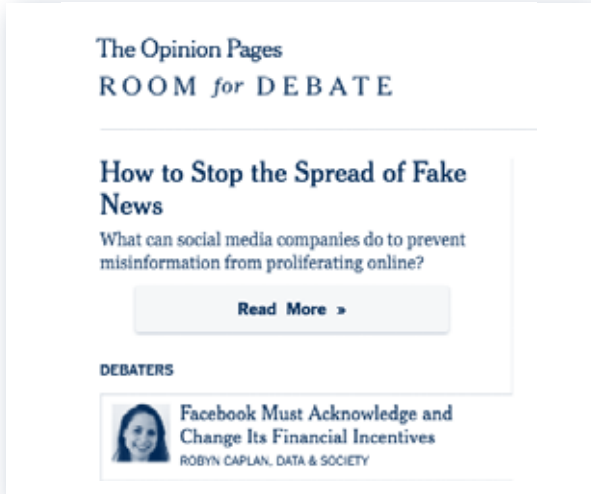 The Opinion Pages
ROOM for DEBATE
How to Stop the Spread of Fake
News
What can social media companies do to prevent
misinformation from proliferating online?
Read More »
DEBATERS
Facebook Must Acknowledge and
Change Its Financial Incentives
ROBYN CAPLAN, DATA & SOCIETY